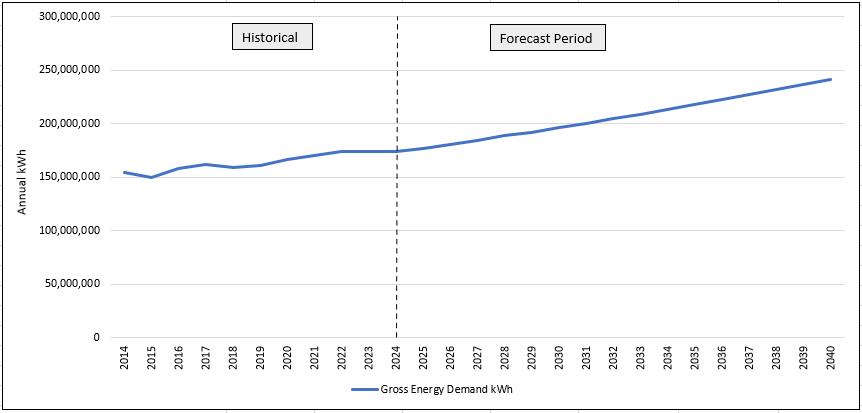 Historical
Forecast Period
Annual kWh
300,000,000
250,000,000
200,000,000
150,000,000
100,000,000
50,000,000
0
2014 2015 2016 2017 2018 2019 2020 2021 2022 2023 2024 2025 2026 2027 2028 2029 2030 2031 2032 2033 2034 2035 2036 2037 2038 2039 2040
Gross Energy Demand kWh